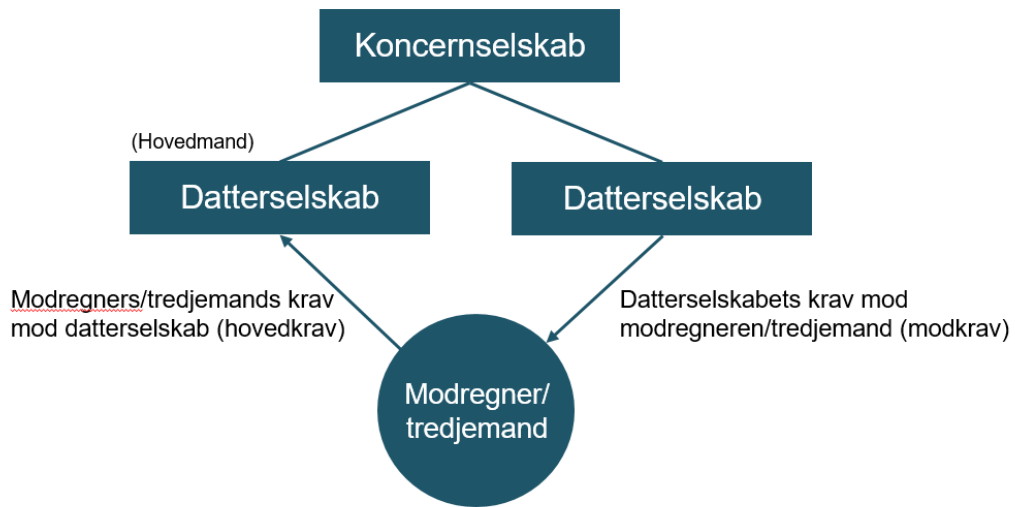 Koncernselskab
(Hovedmand)
Datterselskab
Datterselskab
Modregners/tredjemands krav
mod datterselskab (hovedkrav)
Datterselskabets krav mod
modregneren/tredjemand (modkrav)
Modregner/
tredjemand